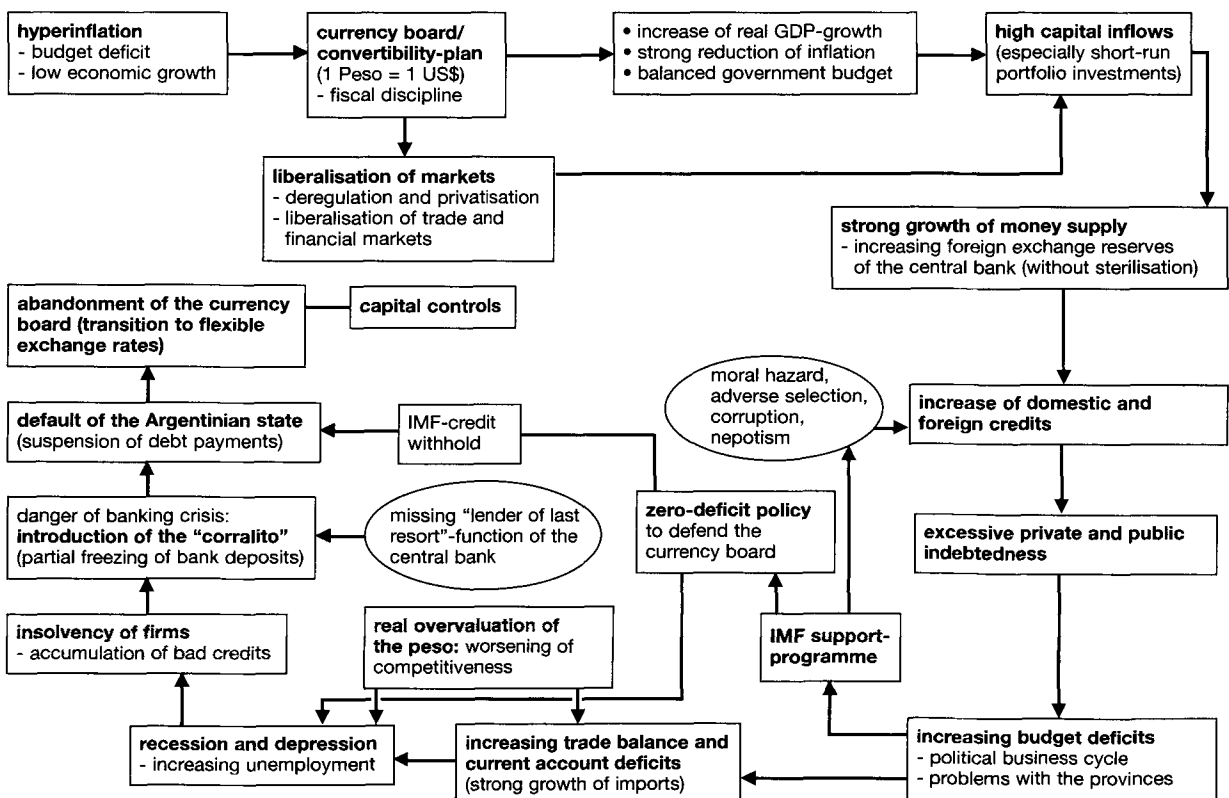 hyperinflation
- budget deficit
- low economic growth
currency board/
convertibility-plan
(1 Peso = 1 US$)
- fiscal discipline
• increase of real GDP-growth
• strong reduction of inflation
• balanced government budget
high capital inflows
(especially short-run
portfolio investments)
liberalisation of markets
- deregulation and privatisation
- liberalisation of trade and
financial markets
strong growth of money supply
- increasing foreign exchange reserves
of the central bank (without sterilisation)
abandonment of the currency
board (transition to flexible
exchange rates)
capital controls
moral hazard,
adverse selection,
corruption,
nepotism
increase of domestic and
foreign credits
default of the Argentinian state
(suspension of debt payments)
IMF-credit
withhold
danger of banking crisis:
introduction of the "corralito"
(partial freezing of bank deposits)
missing "lender of last
resort"-function of the
central bank
zero-deficit policy
to defend the
currency board
excessive private and public
indebtedness
insolvency of firms
- accumulation of bad credits
real overvaluation of
the peso: worsening of
competitiveness
IMF support-
programme
recession and depression
- increasing unemployment
increasing trade balance and
current account deficits
(strong growth of imports)
increasing budget deficits
- political business cycle
- problems with the provinces